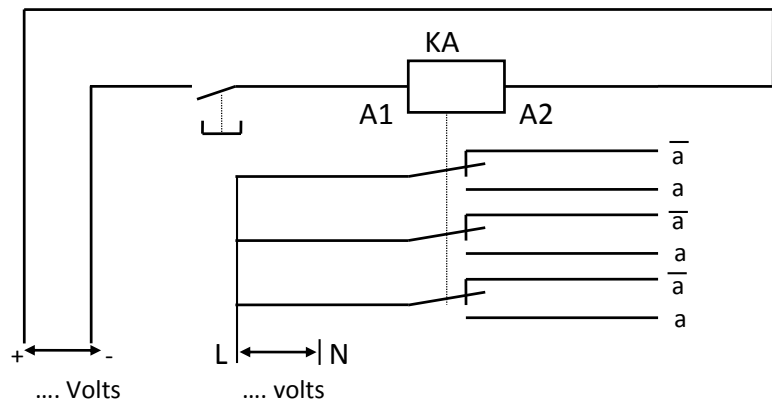 KA
A1 A2
a̅
a
a̅
a
a̅
a
+ - L N
.... Volts .... volts